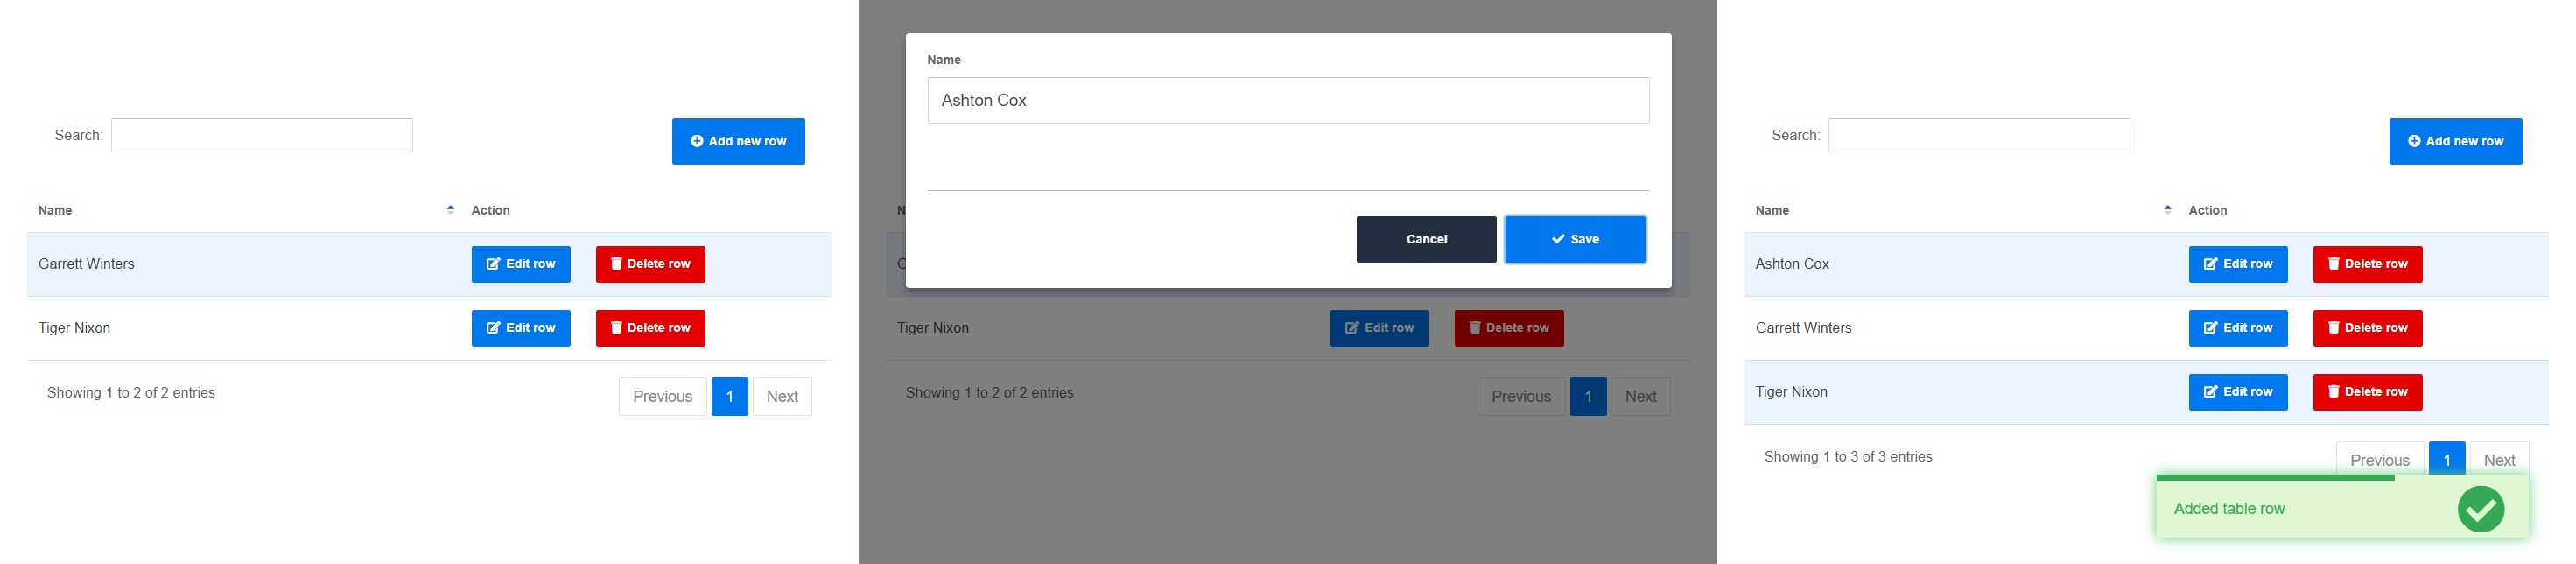 Search:
Add new row
Name Action
Garrett Winters Edit row Delete row
Tiger Nixon Edit row Delete row
Showing 1 to 2 of 2 entries Previous 1 Next
Name
Ashton Cox
Cancel Save
N
G
Tiger Nixon Edit row Delete row
Showing 1 to 2 of 2 entries Previous 1 Next
Search:
Add new row
Name Action
Ashton Cox Edit row Delete row
Garrett Winters Edit row Delete row
Tiger Nixon Edit row Delete row
Showing 1 to 3 of 3 entries Previous 1 Next
Added table row